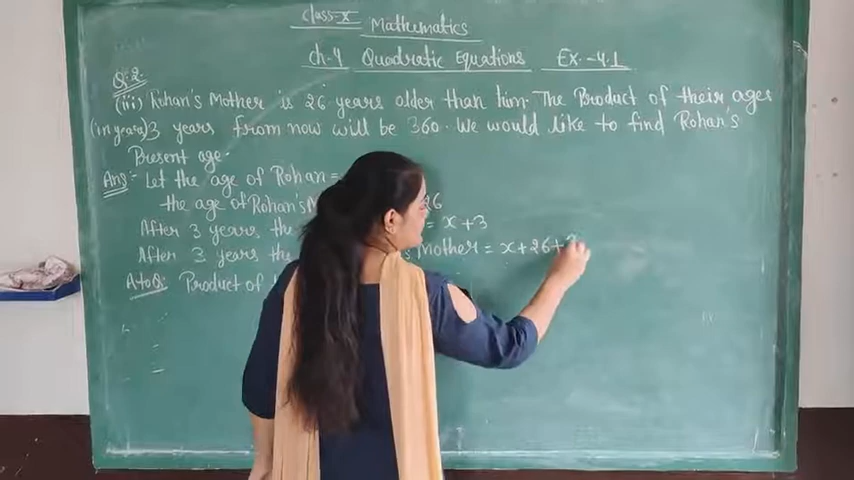 Class-X
Mathematics
Ch-4 Quadratic Equations Ex-4.1
Q.2
(iii) Rohan's Mother is 26 years older than him. The Product of their ages
(in years) 3 years from now will be 360. We would like to find Rohan's
Present age.
Ans: Let the age of Rohan =
the age of Rohan's 26
After 3 years, the = x+3
After 3 years, the Mother = x+26+
AtoQ: Product of